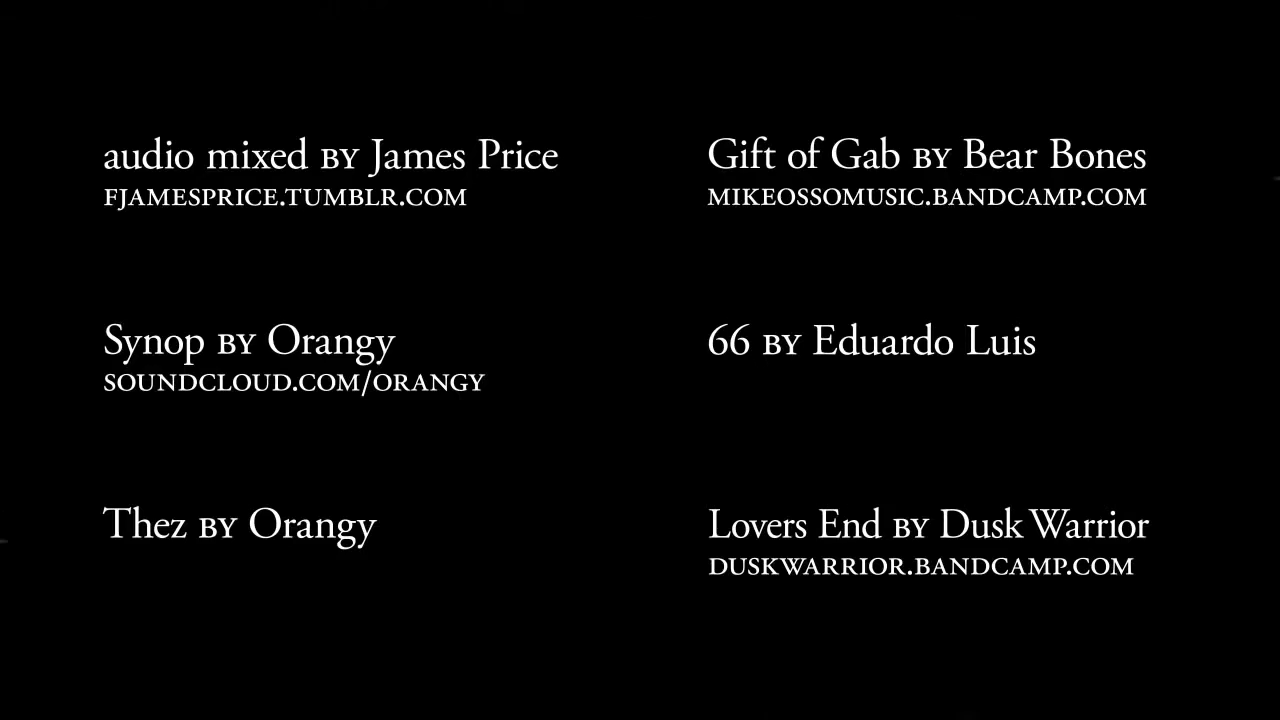 audio mixed BY James Price
FJAMESPRICE.TUMBLR.COM
Gift of Gab BY Bear Bones
MIKEOSSOMUSIC.BANDCAMP.COM
Synop BY Orangy
SOUNDCLOUD.COM/ORANGY
66 BY Eduardo Luis
Thez BY Orangy
Lovers End BY Dusk Warrior
DUSKWARRIOR.BANDCAMP.COM